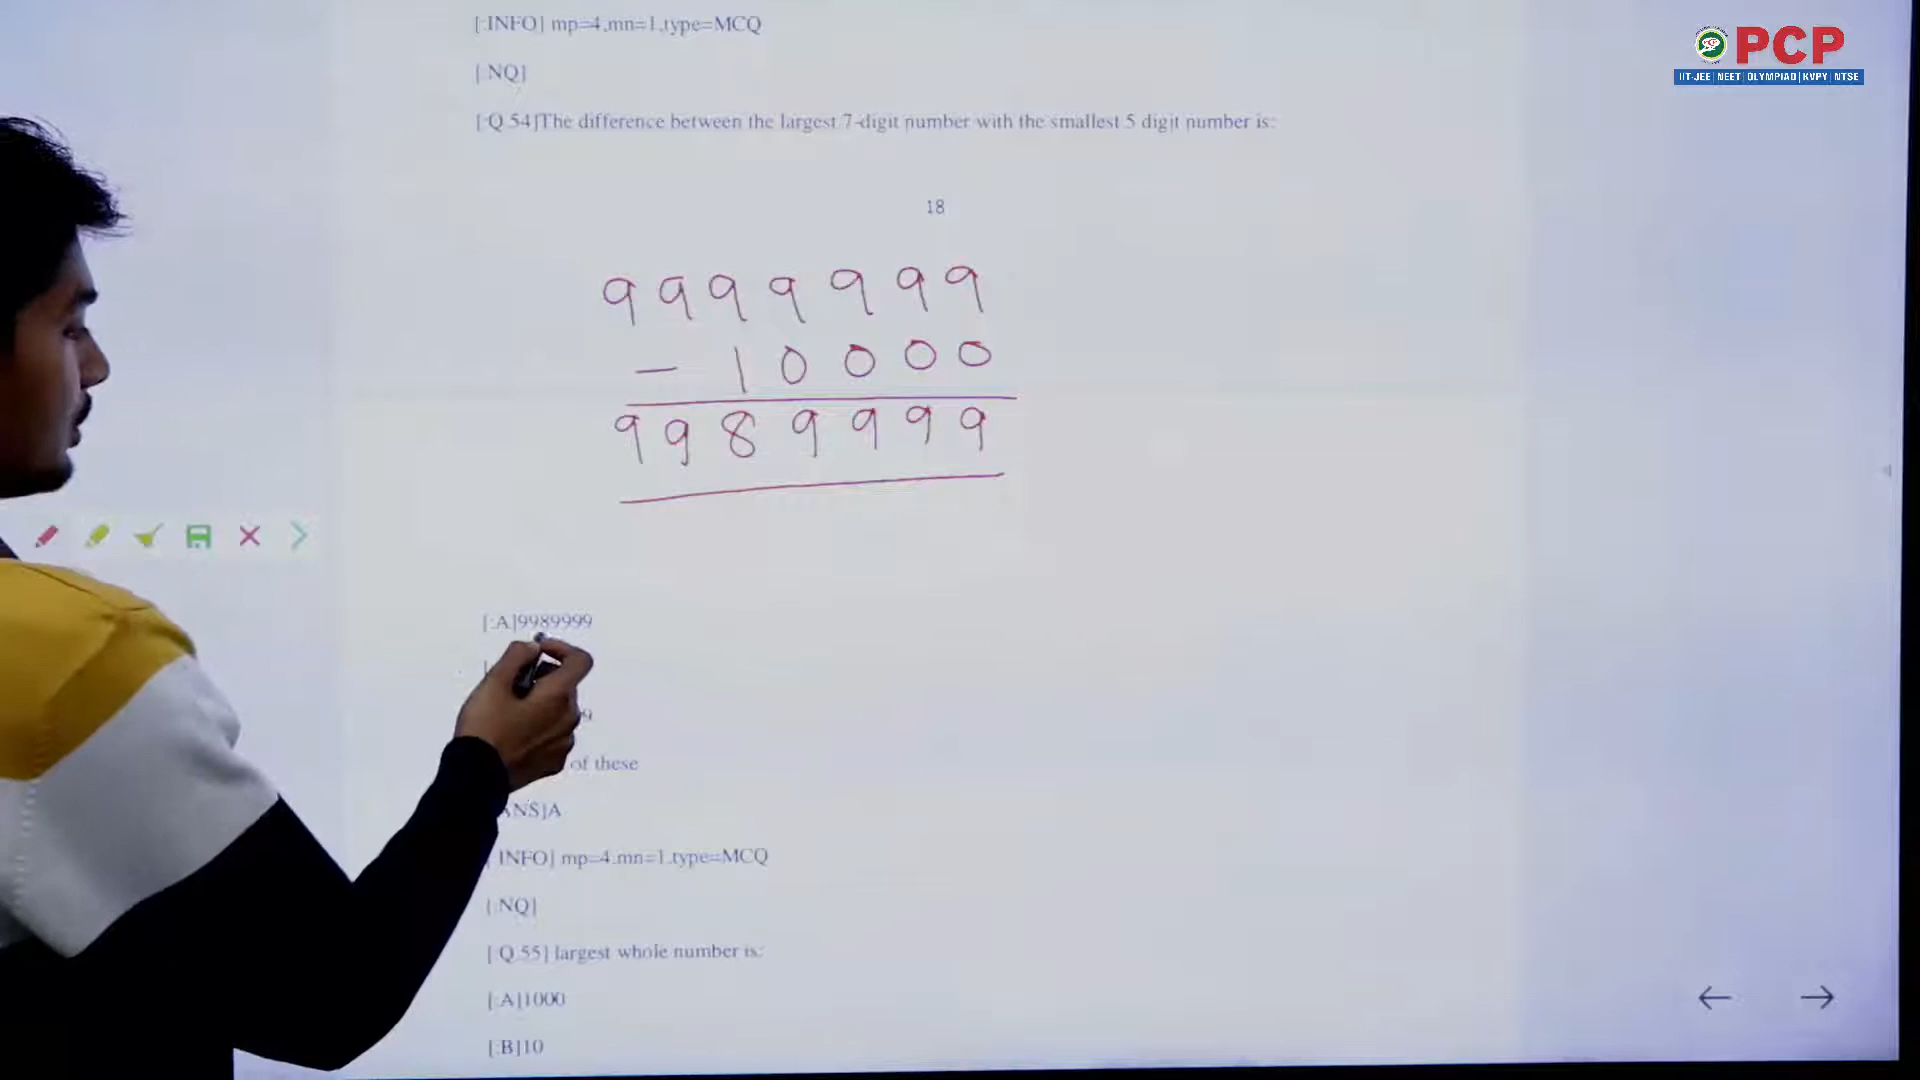 [:INFO] mp=4,mn=1,type=MCQ
PCP
IIT-JEE | NEET | OLYMPIAD | KVPY | NTSE
[:NQ]
[:Q.54]The difference between the largest 7-digit number with the smallest 5 digit number is:
18
9999999
- 10000
9989999
[:A]9989999
9
of these
ANS]A
[:INFO] mp=4,mn=1,type=MCQ
[:NQ]
[:Q.55] largest whole number is:
[:A]1000
[:B]10